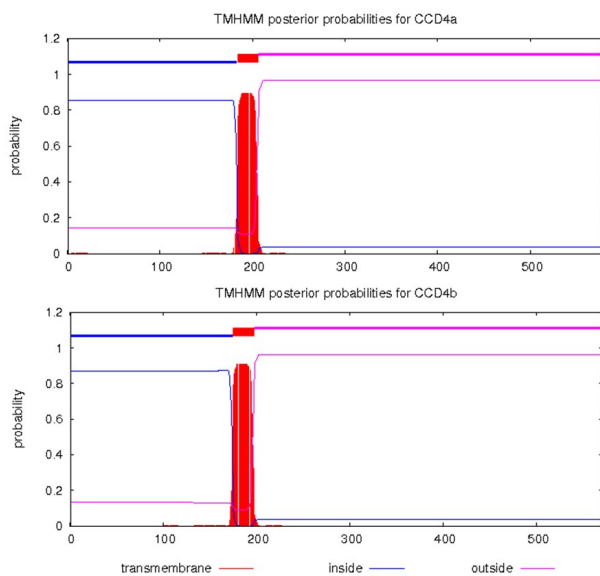 TMHMM posterior probabilities for CCD4a
1.2
1
0.8
0.6
0.4
0.2
0
probability
0 100 200 300 400 500
TMHMM posterior probabilities for CCD4b
1.2
1
0.8
0.6
0.4
0.2
0
probability
0 100 200 300 400 500
transmembrane inside outside